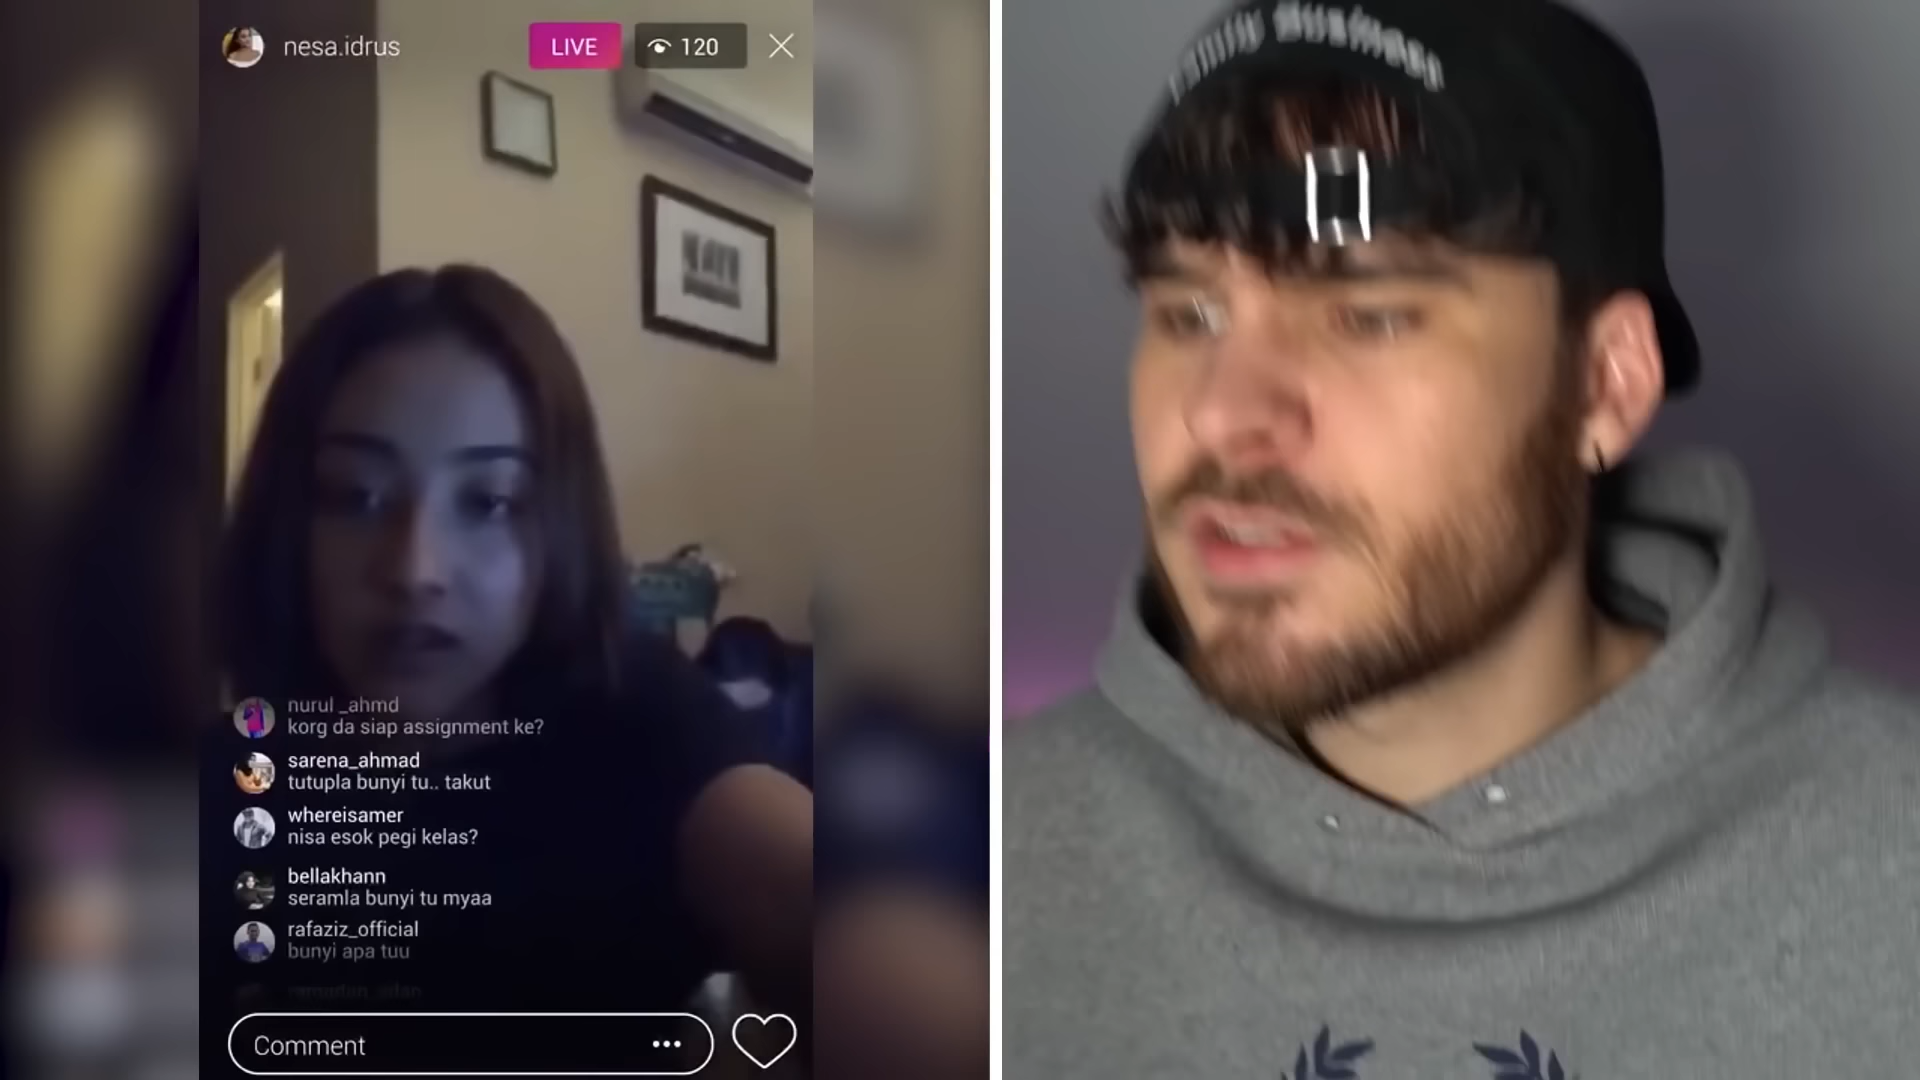 nesa.idrus
LIVE
120
nurul _ahmd
korg da siap assignment ke?
sarena_ahmad
tutupla bunyi tu.. takut
whereisamer
nisa esok pegi kelas?
bellakhann
seramla bunyi tu myaa
rafaziz_official
bunyi apa tuu
Comment
Business